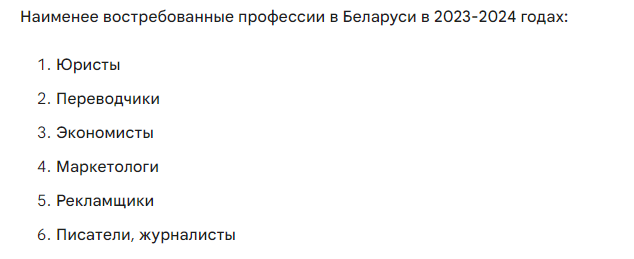 Наименее востребованные профессии в Беларуси в 2023-2024 годах:
1. Юристы
2. Переводчики
3. Экономисты
4. Маркетологи
5. Рекламщики
6. Писатели, журналисты